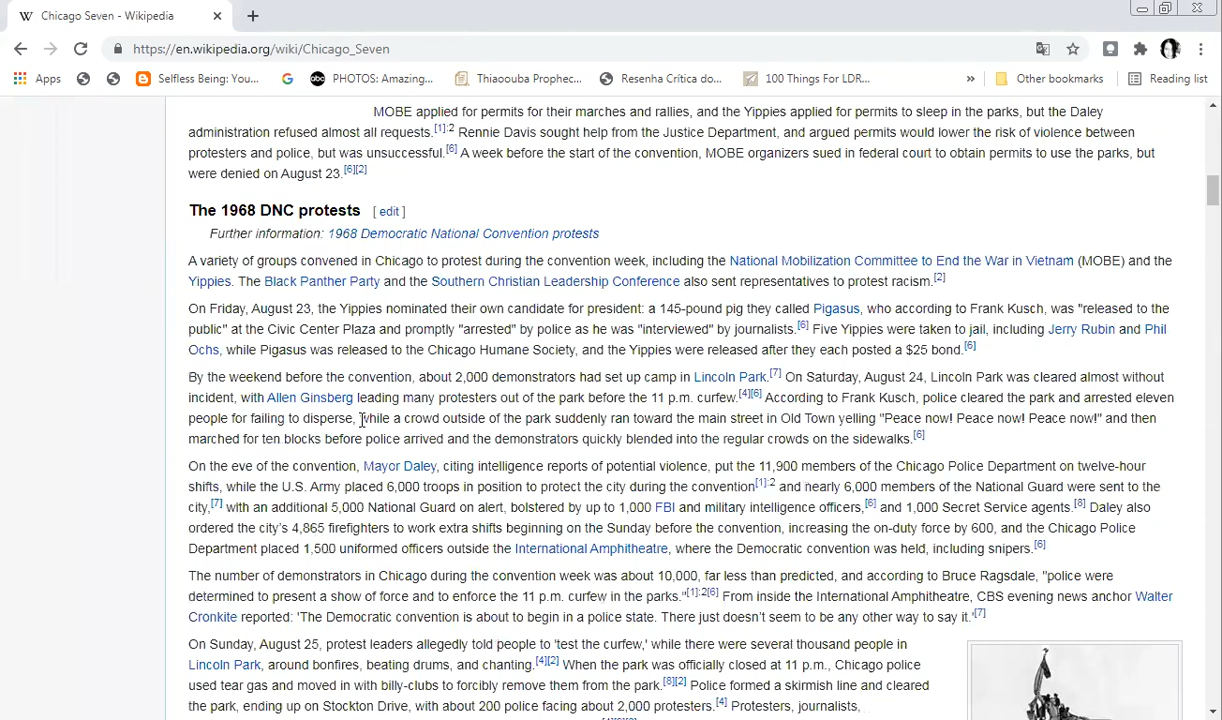 Chicago Seven - Wikipedia
https://en.wikipedia.org/wiki/Chicago_Seven
Apps Selfless Being: You... PHOTOS: Amazing... Thiaoouba Prophec... Resenha Crítica do... 100 Things For LDR... » Other bookmarks Reading list
MOBE applied for permits for their marches and rallies, and the Yippies applied for permits to sleep in the parks, but the Daley
administration refused almost all requests.[1]:2 Rennie Davis sought help from the Justice Department, and argued permits would lower the risk of violence between
protesters and police, but was unsuccessful.[6] A week before the start of the convention, MOBE organizers sued in federal court to obtain permits to use the parks, but
were denied on August 23.[6][2]
The 1968 DNC protests [ edit ]
Further information: 1968 Democratic National Convention protests
A variety of groups convened in Chicago to protest during the convention week, including the National Mobilization Committee to End the War in Vietnam (MOBE) and the
Yippies. The Black Panther Party and the Southern Christian Leadership Conference also sent representatives to protest racism.[2]
On Friday, August 23, the Yippies nominated their own candidate for president: a 145-pound pig they called Pigasus, who according to Frank Kusch, was "released to the
public" at the Civic Center Plaza and promptly "arrested" by police as he was "interviewed" by journalists.[6] Five Yippies were taken to jail, including Jerry Rubin and Phil
Ochs, while Pigasus was released to the Chicago Humane Society, and the Yippies were released after they each posted a $25 bond.[6]
By the weekend before the convention, about 2,000 demonstrators had set up camp in Lincoln Park.[7] On Saturday, August 24, Lincoln Park was cleared almost without
incident, with Allen Ginsberg leading many protesters out of the park before the 11 p.m. curfew.[4][6] According to Frank Kusch, police cleared the park and arrested eleven
people for failing to disperse, while a crowd outside of the park suddenly ran toward the main street in Old Town yelling "Peace now! Peace now! Peace now!" and then
marched for ten blocks before police arrived and the demonstrators quickly blended into the regular crowds on the sidewalks.[6]
On the eve of the convention, Mayor Daley, citing intelligence reports of potential violence, put the 11,900 members of the Chicago Police Department on twelve-hour
shifts, while the U.S. Army placed 6,000 troops in position to protect the city during the convention[1]:2 and nearly 6,000 members of the National Guard were sent to the
city,[7] with an additional 5,000 National Guard on alert, bolstered by up to 1,000 FBI and military intelligence officers,[6] and 1,000 Secret Service agents.[8] Daley also
ordered the city's 4,865 firefighters to work extra shifts beginning on the Sunday before the convention, increasing the on-duty force by 600, and the Chicago Police
Department placed 1,500 uniformed officers outside the International Amphitheatre, where the Democratic convention was held, including snipers.[6]
The number of demonstrators in Chicago during the convention week was about 10,000, far less than predicted, and according to Bruce Ragsdale, "police were
determined to present a show of force and to enforce the 11 p.m. curfew in the parks."[1]:2[6] From inside the International Amphitheatre, CBS evening news anchor Walter
Cronkite reported: 'The Democratic convention is about to begin in a police state. There just doesn't seem to be any other way to say it.'[7]
On Sunday, August 25, protest leaders allegedly told people to 'test the curfew,' while there were several thousand people in
Lincoln Park, around bonfires, beating drums, and chanting.[4][2] When the park was officially closed at 11 p.m., Chicago police
used tear gas and moved in with billy-clubs to forcibly remove them from the park.[8][2] Police formed a skirmish line and cleared
the park, ending up on Stockton Drive, with about 200 police facing about 2,000 protesters.[4] Protesters, journalists,